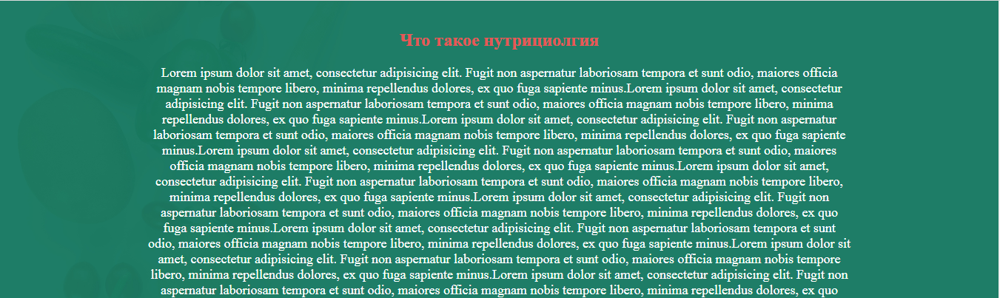 Что такое нутрициолгия
Lorem ipsum dolor sit amet, consectetur adipisicing elit. Fugit non aspernatur laboriosam tempora et sunt odio, maiores officia
magnam nobis tempore libero, minima repellendus dolores, ex quo fuga sapiente minus.Lorem ipsum dolor sit amet, consectetur
adipisicing elit. Fugit non aspernatur laboriosam tempora et sunt odio, maiores officia magnam nobis tempore libero, minima
repellendus dolores, ex quo fuga sapiente minus.Lorem ipsum dolor sit amet, consectetur adipisicing elit. Fugit non aspernatur
laboriosam tempora et sunt odio, maiores officia magnam nobis tempore libero, minima repellendus dolores, ex quo fuga sapiente
minus.Lorem ipsum dolor sit amet, consectetur adipisicing elit. Fugit non aspernatur laboriosam tempora et sunt odio, maiores
officia magnam nobis tempore libero, minima repellendus dolores, ex quo fuga sapiente minus.Lorem ipsum dolor sit amet,
consectetur adipisicing elit. Fugit non aspernatur laboriosam tempora et sunt odio, maiores officia magnam nobis tempore libero,
minima repellendus dolores, ex quo fuga sapiente minus.Lorem ipsum dolor sit amet, consectetur adipisicing elit. Fugit non
aspernatur laboriosam tempora et sunt odio, maiores officia magnam nobis tempore libero, minima repellendus dolores, ex quo
fuga sapiente minus.Lorem ipsum dolor sit amet, consectetur adipisicing elit. Fugit non aspernatur laboriosam tempora et sunt
odio, maiores officia magnam nobis tempore libero, minima repellendus dolores, ex quo fuga sapiente minus.Lorem ipsum dolor sit
amet, consectetur adipisicing elit. Fugit non aspernatur laboriosam tempora et sunt odio, maiores officia magnam nobis tempore
libero, minima repellendus dolores, ex quo fuga sapiente minus.Lorem ipsum dolor sit amet, consectetur adipisicing elit. Fugit non
aspernatur laboriosam tempora et sunt odio, maiores officia magnam nobis tempore libero, minima repellendus dolores, ex quo